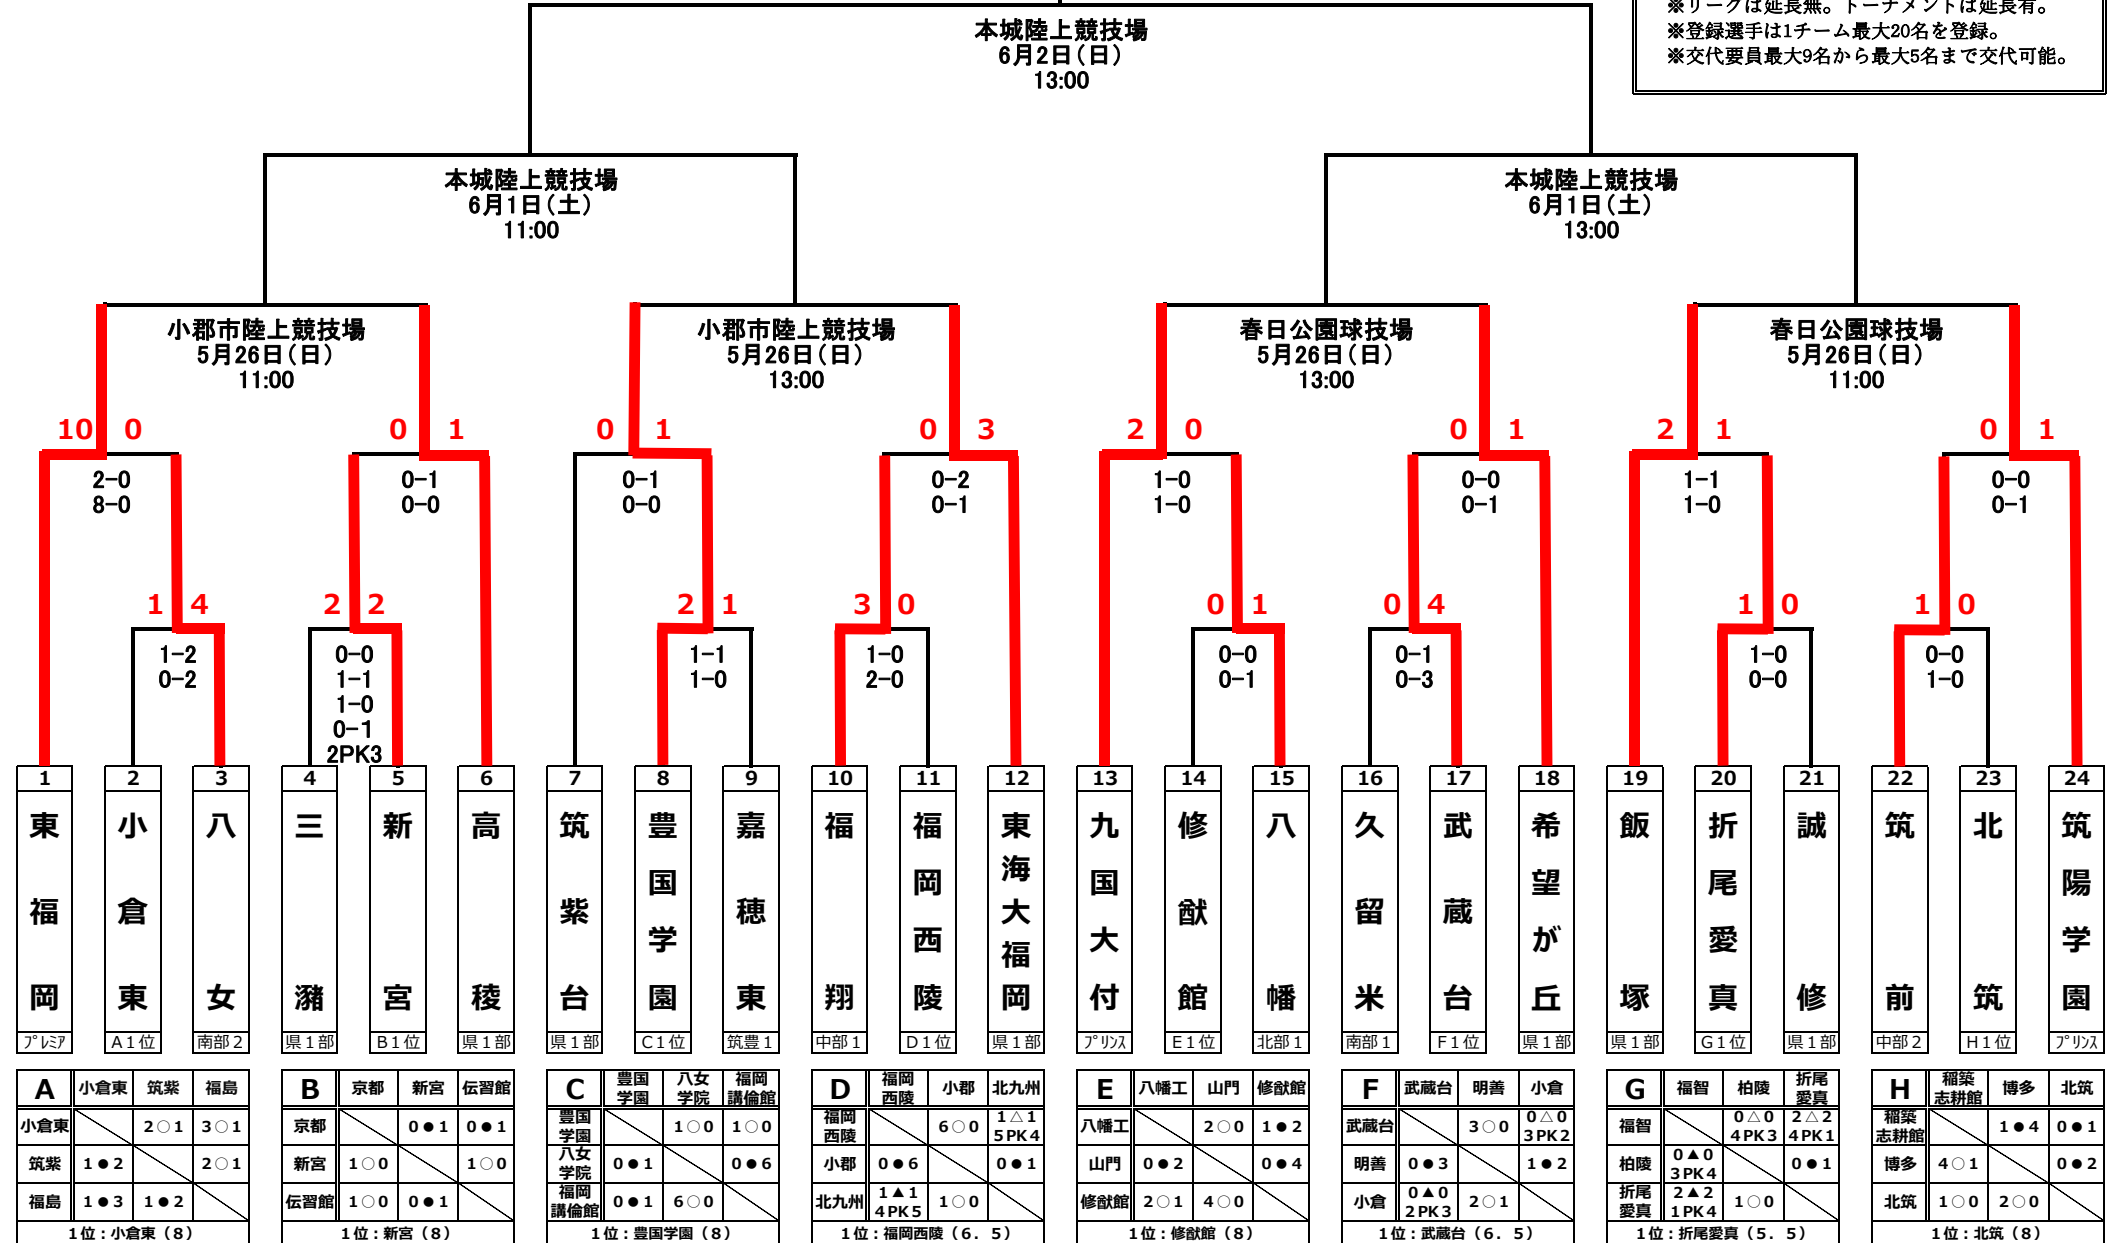 ※リーグは延長無。トーナメントは延長有。
※登録選手は1チーム最大20名を登録。
※交代要員最大9名から最大5名まで交代可能。
本城陸上競技場
6月2日(日)
13:00
本城陸上競技場
6月1日(土)
11:00
本城陸上競技場
6月1日(土)
13:00
小郡市陸上競技場
5月26日(日)
11:00
小郡市陸上競技場
5月26日(日)
13:00
春日公園球技場
5月26日(日)
13:00
春日公園球技場
5月26日(日)
11:00
10 0 0 1 0 1 0 3 2 0 0 1 2 1 0 1
2-0 0-1 0-1 0-2 1-0 0-0 1-1 0-0
8-0 0-0 0-0 0-1 1-0 0-1 1-0 0-1
1 4 2 2 2 1 3 0 0 1 0 4 1 0 1 0
1-2 0-0 1-1 1-0 0-0 0-1 1-0 0-0
0-2 1-1 1-0 2-0 0-1 0-3 0-0 1-0
1-0
0-1
2PK3
1 2 3 4 5 6 7 8 9 10 11 12 13 14 15 16 17 18 19 20 21 22 23 24
東福岡
小倉東
八女
三潴
新宮
高稜
筑紫台
豊国学園
嘉穂東
福翔
福岡西陵
東海大福岡
九国大付
修猷館
八幡
久留米
武蔵台
希望が丘
飯塚
折尾愛真
誠修
筑前
北筑
筑陽学園
ﾌﾟﾚﾐｱ A1位 南部2 県1部 B1位 県1部 県1部 C1位 筑豊1 中部1 D1位 県1部 ﾌﾟﾘﾝｽ E1位 北部1 南部1 F1位 県1部 県1部 G1位 県1部 中部2 H1位 ﾌﾟﾘﾝｽ
A 小倉東 筑紫 福島
小倉東 2○1 3○1
筑紫 1●2 2○1
福島 1●3 1●2
1位：小倉東（8）
B 京都 新宮 伝習館
京都 0●1 0●1
新宮 1○0 1○0
伝習館 1○0 0●1
1位：新宮（8）
C 豊国学園 八女学院 福岡講倫館
豊国学園 1○0 1○0
八女学院 0●1 0●6
福岡講倫館 0●1 6○0
1位：豊国学園（8）
D 福岡西陵 小郡 北九州
福岡西陵 6○0 1△1 5PK4
小郡 0●6 0●1
北九州 1▲1 4PK5 1○0
1位：福岡西陵（6．5）
E 八幡工 山門 修猷館
八幡工 2○0 1●2
山門 0●2 0●4
修猷館 2○1 4○0
1位：修猷館（8）
F 武蔵台 明善 小倉
武蔵台 3○0 0△0 3PK2
明善 0●3 1●2
小倉 0▲0 2PK3 2○1
1位：武蔵台（6．5）
G 福智 柏陵 折尾愛真
福智 0△0 4PK3 2△2 4PK1
柏陵 0▲0 3PK4 0●1
折尾愛真 2▲2 1PK4 1○0
1位：折尾愛真（5．5）
H 稲築志耕館 博多 北筑
稲築志耕館 1●4 0●1
博多 4○1 0●2
北筑 1○0 2○0
1位：北筑（8）